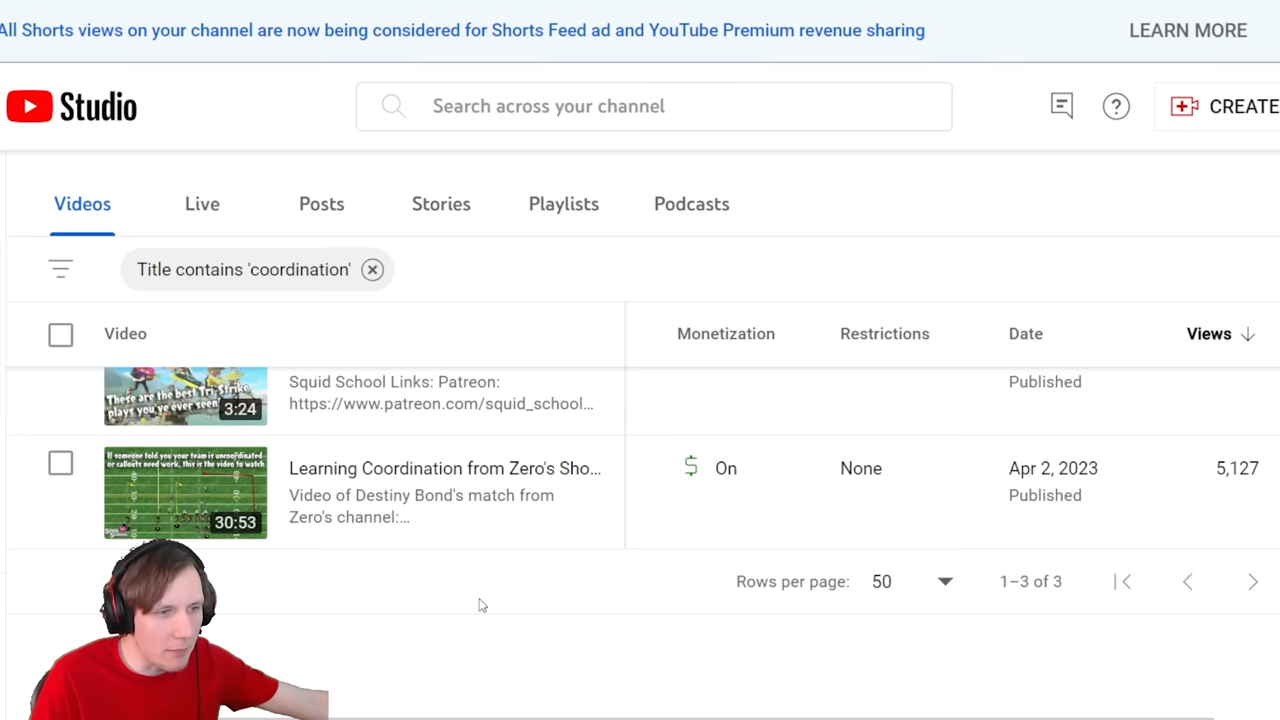 All Shorts views on your channel are now being considered for Shorts Feed ad and YouTube Premium revenue sharing
LEARN MORE
Studio
Search across your channel
CREATE
Videos
Live
Posts
Stories
Playlists
Podcasts
Title contains 'coordination'
Video
Monetization
Restrictions
Date
Views
These are the best Tri-Strike
plays you've ever seen
3:24
Squid School Links: Patreon:
https://www.patreon.com/squid_school...
Published
If someone told you your team is uncoordinated
or callouts need work, this is the video to watch
30:53
Learning Coordination from Zero's Sho...
Video of Destiny Bond's match from
Zero's channel:...
On
None
Apr 2, 2023
Published
5,127
Rows per page:
50
1–3 of 3